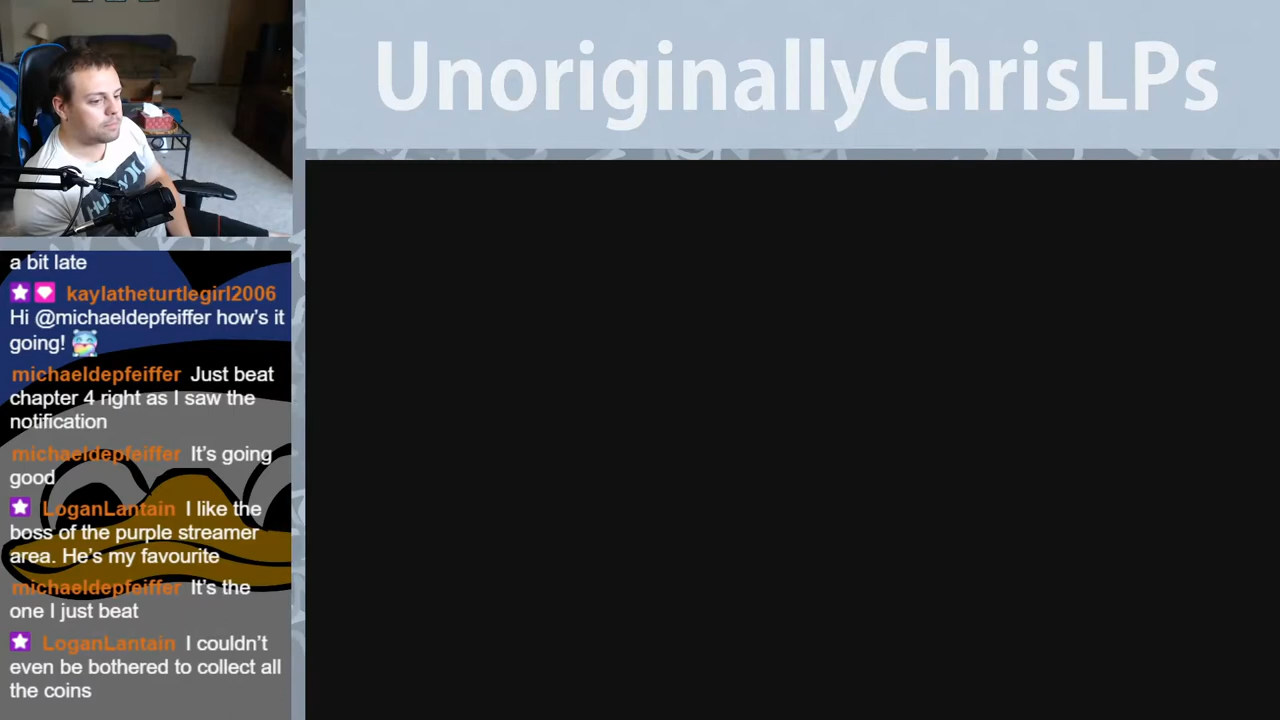 UnoriginallyChrisLPs
a bit late
kaylatheturtlegirl2006
Hi @michaeldepfeiffer how's it
going!
michaeldepfeiffer Just beat
chapter 4 right as I saw the
notification
michaeldepfeiffer It's going
good
LoganLantain I like the
boss of the purple streamer
area. He's my favourite
michaeldepfeiffer It's the
one I just beat
LoganLantain I couldn't
even be bothered to collect all
the coins